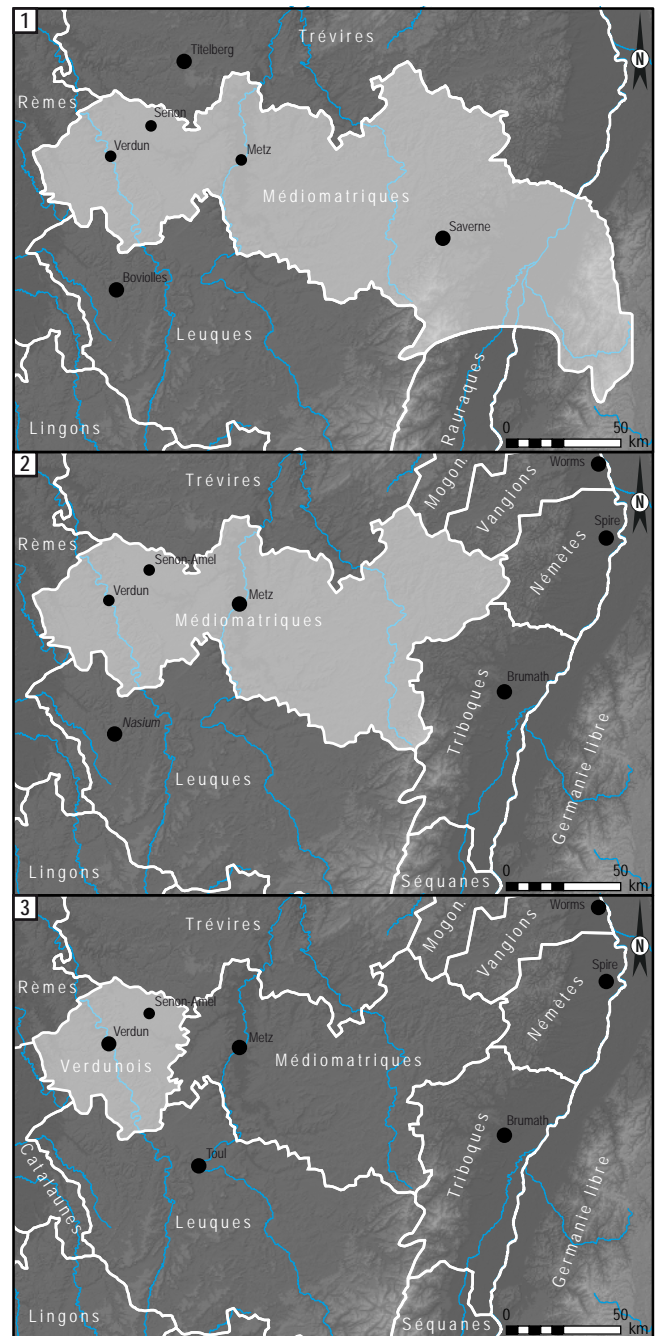 1
Trévires
Titelberg
N
Rèmes
Senon
Verdun
Metz
Médiomatriques
Saverne
Boviolles
Leuques
Rauraques
Lingons
0 50
km
2
Worms
Trévires
Mogon.
Vangions
N
Rèmes
Spire
Senon-Amel
Némètes
Verdun
Metz
Médiomatriques
Brumath
Nasium
Triboques
Leuques
Germanie libre
Lingons
Séquanes
0 50
km
3
Worms
Trévires
Mogon.
Vangions
N
Rèmes
Spire
Senon-Amel
Némètes
Verdun
Metz
Verdunois
Médiomatriques
Brumath
Toul
Triboques
Catalaunes
Leuques
Germanie libre
Lingons
Séquanes
0 50
km